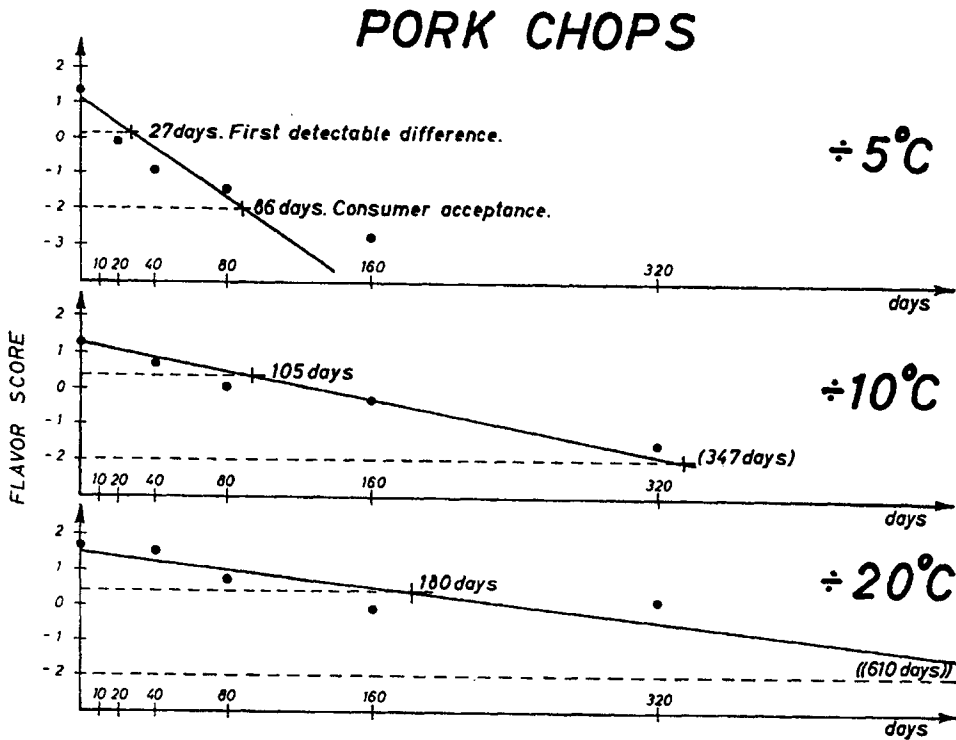 PORK CHOPS
2
1
0
-1
-2
-3
27days. First detectable difference.
86 days. Consumer acceptance.
÷5°C
10 20 40 80 160 320
days
FLAVOR SCORE
2
1
0
-1
-2
105 days
(347days)
÷10°C
10 20 40 80 160 320
days
2
1
0
-1
-2
180 days
÷20°C
((610 days))
10 20 40 80 160 320
days